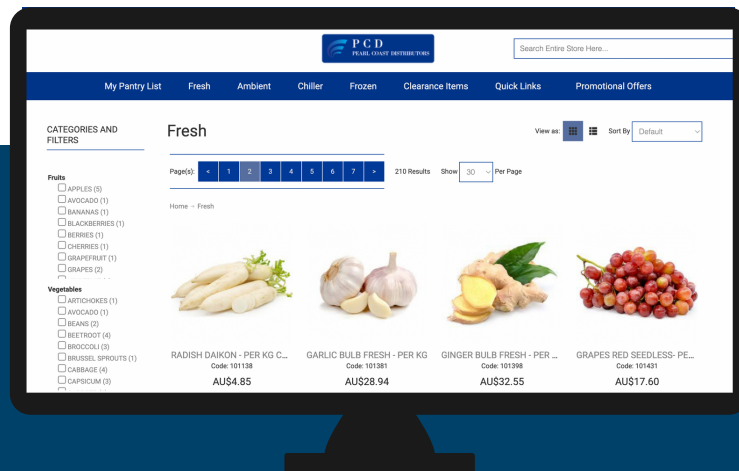 P C D
PEARL COAST DISTRIBUTORS
Search Entire Store Here...
My Pantry List Fresh Ambient Chiller Frozen Clearance Items Quick Links Promotional Offers
CATEGORIES AND
FILTERS
Fresh
View as: Sort By Default
Page(s): < 1 2 3 4 5 6 7 > 210 Results Show 30 Per Page
Home → Fresh
Fruits
APPLES (5)
AVOCADO (1)
BANANAS (1)
BLACKBERRIES (1)
BERRIES (1)
CHERRIES (1)
GRAPEFRUIT (1)
GRAPES (2)
Vegetables
ARTICHOKES (1)
AVOCADO (1)
BEANS (2)
BEETROOT (4)
BROCCOLI (3)
BRUSSEL SPROUTS (1)
CABBAGE (4)
CAPSICUM (3)
RADISH DAIKON - PER KG C... GARLIC BULB FRESH - PER KG GINGER BULB FRESH - PER ... GRAPES RED SEEDLESS- PE...
Code: 101138 Code: 101381 Code: 101398 Code: 101431
AU$4.85 AU$28.94 AU$32.55 AU$17.60